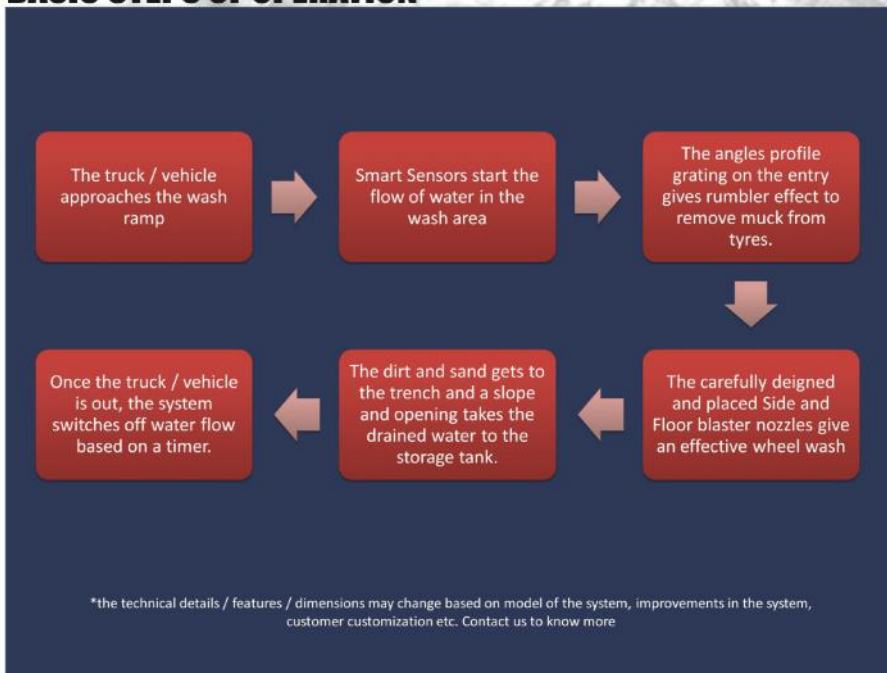 BASIC STEPS OF OPERATION
The truck / vehicle
approaches the wash
ramp
Smart Sensors start the
flow of water in the
wash area
The angles profile
grating on the entry
gives rumbler effect to
remove muck from
tyres.
The carefully deigned
and placed Side and
Floor blaster nozzles give
an effective wheel wash
The dirt and sand gets to
the trench and a slope
and opening takes the
drained water to the
storage tank.
Once the truck / vehicle
is out, the system
switches off water flow
based on a timer.
*the technical details / features / dimensions may change based on model of the system, improvements in the system,
customer customization etc. Contact us to know more